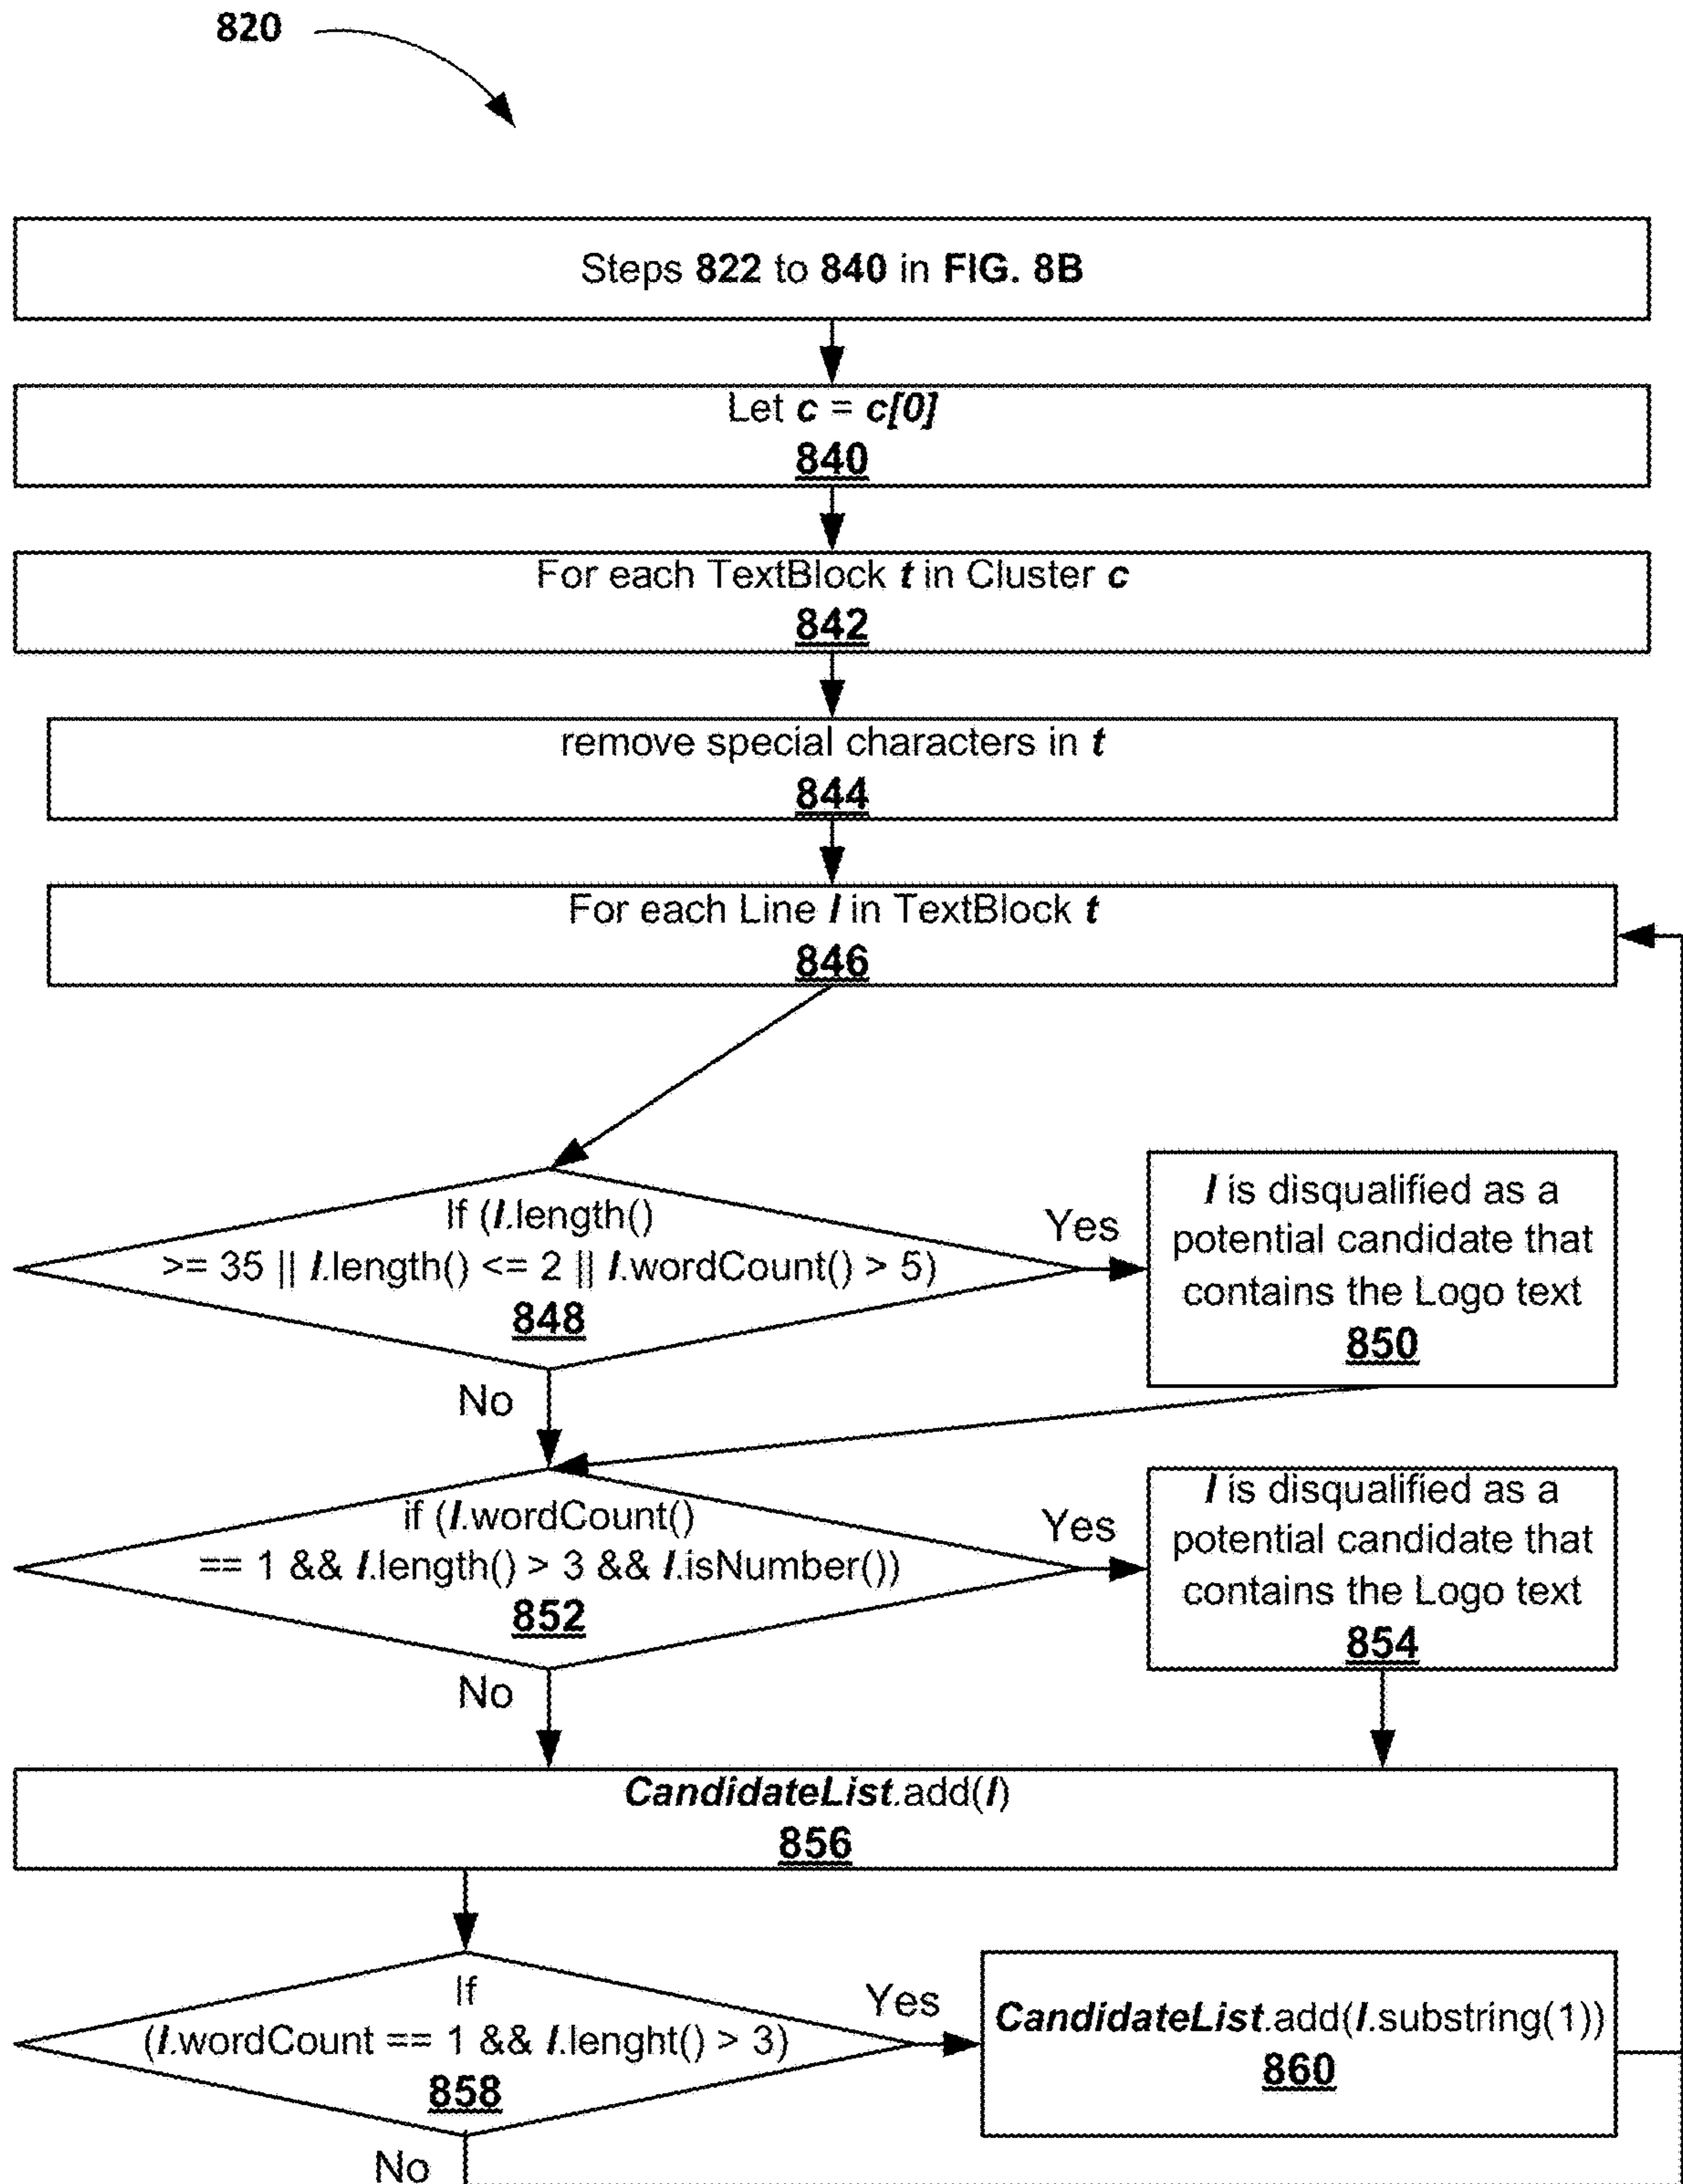 820
Steps 822 to 840 in FIG. 8B
Let c = c[0]
840
For each TextBlock t in Cluster c
842
remove special characters in t
844
For each Line l in TextBlock t
846
If (l.length()
>= 35 || l.length() <= 2 || l.wordCount() > 5)
848
Yes
l is disqualified as a
potential candidate that
contains the Logo text
850
No
if (l.wordCount()
== 1 && l.length() > 3 && l.isNumber())
852
Yes
l is disqualified as a
potential candidate that
contains the Logo text
854
No
CandidateList.add(l)
856
If
(l.wordCount == 1 && l.lenght() > 3)
858
Yes
CandidateList.add(l.substring(1))
860
No